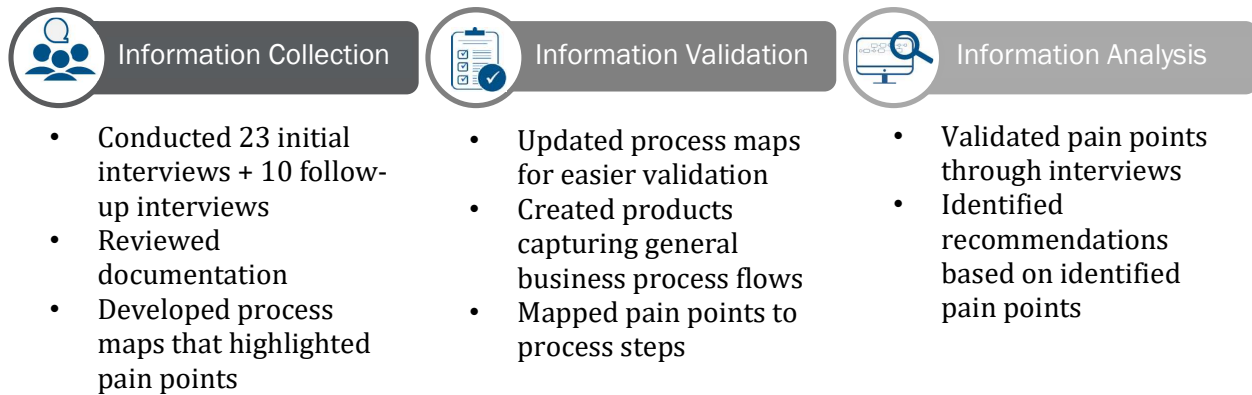 Information Collection
• Conducted 23 initial
interviews + 10 follow-
up interviews
• Reviewed
documentation
• Developed process
maps that highlighted
pain points
Information Validation
• Updated process maps
for easier validation
• Created products
capturing general
business process flows
• Mapped pain points to
process steps
Information Analysis
• Validated pain points
through interviews
• Identified
recommendations
based on identified
pain points